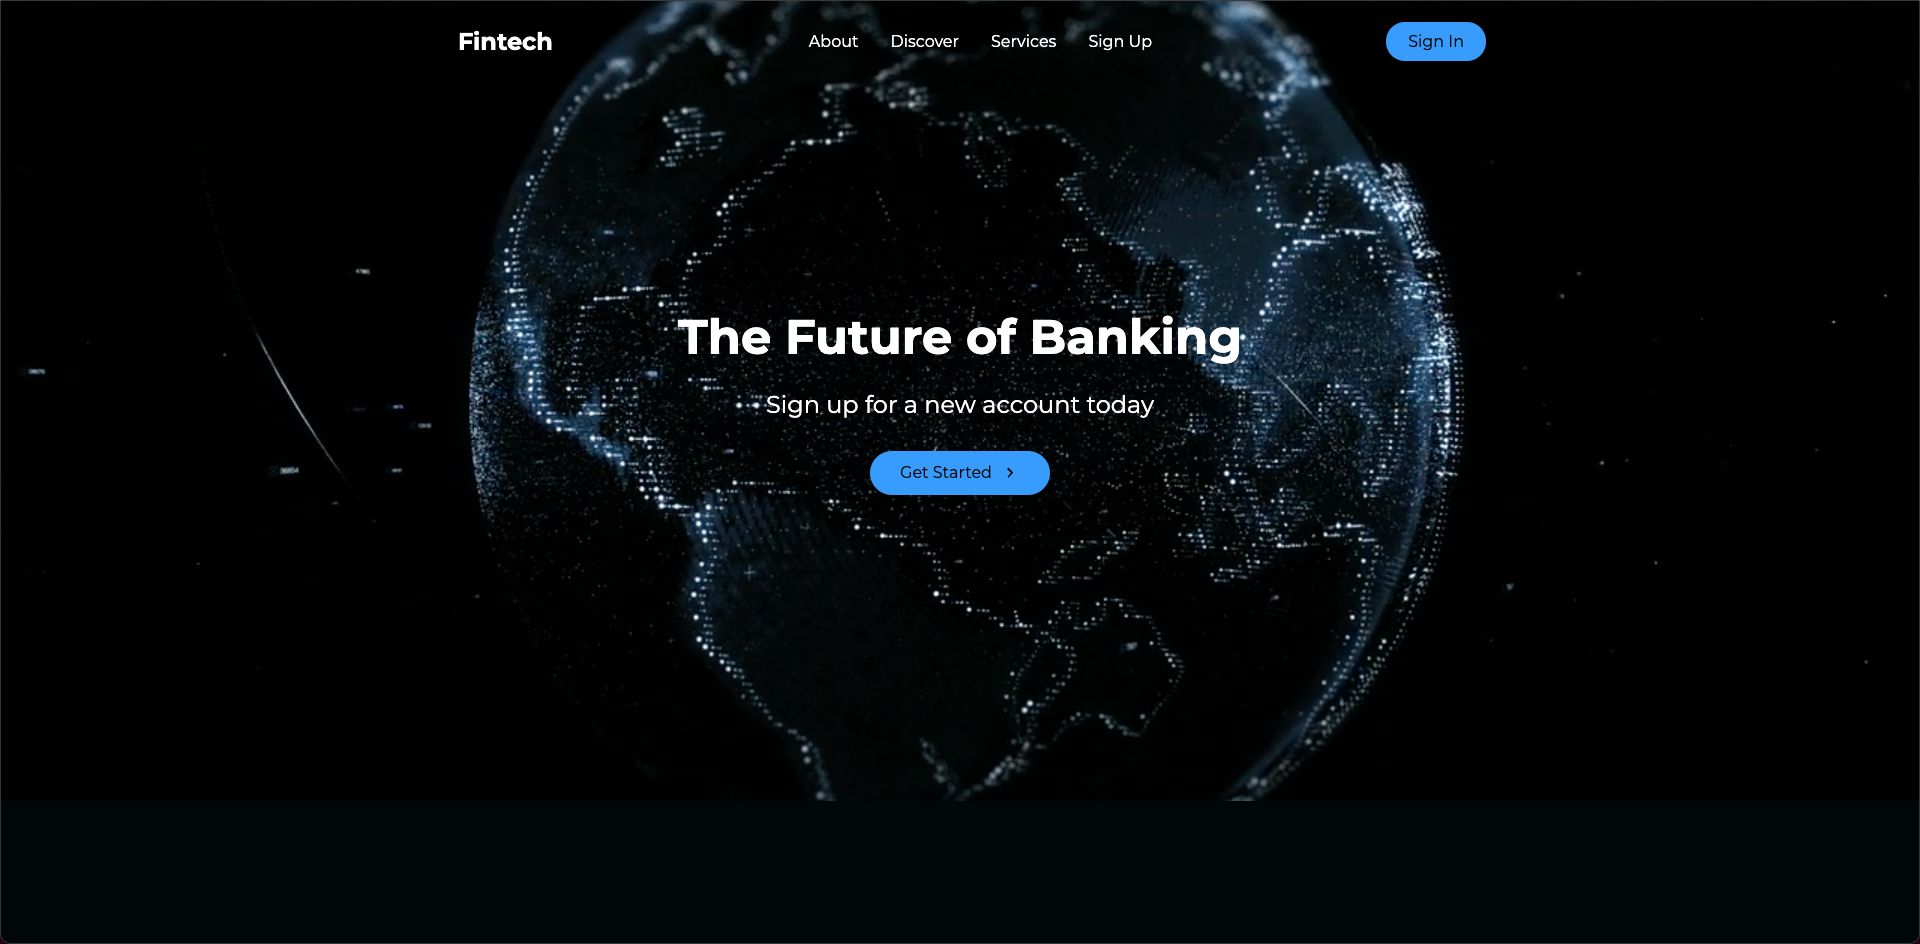 Fintech
About Discover Services Sign Up
Sign In
The Future of Banking
Sign up for a new account today
Get Started